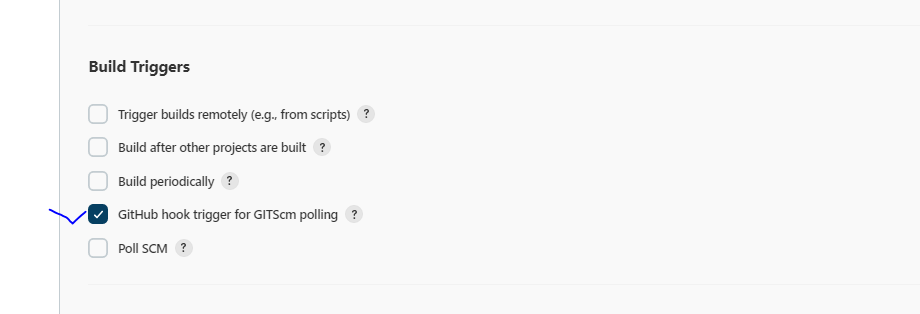 Build Triggers
Trigger builds remotely (e.g., from scripts) ?
Build after other projects are built ?
Build periodically ?
GitHub hook trigger for GITScm polling ?
Poll SCM ?